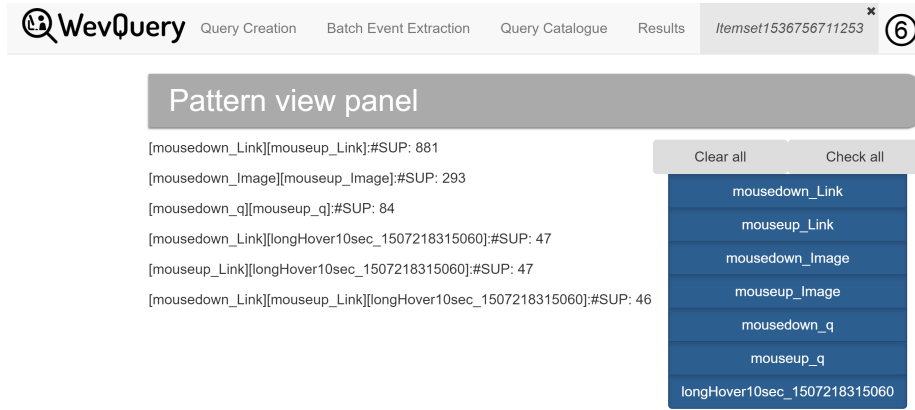 WevQuery Query Creation Batch Event Extraction Query Catalogue Results Itemset1536756711253 × ⑥
Pattern view panel
[mousedown_Link][mouseup_Link]:#SUP: 881
[mousedown_Image][mouseup_Image]:#SUP: 293
[mousedown_q][mouseup_q]:#SUP: 84
[mousedown_Link][longHover10sec_1507218315060]:#SUP: 47
[mouseup_Link][longHover10sec_1507218315060]:#SUP: 47
[mousedown_Link][mouseup_Link][longHover10sec_1507218315060]:#SUP: 46
Clear all Check all
mousedown_Link
mouseup_Link
mousedown_Image
mouseup_Image
mousedown_q
mouseup_q
longHover10sec_1507218315060